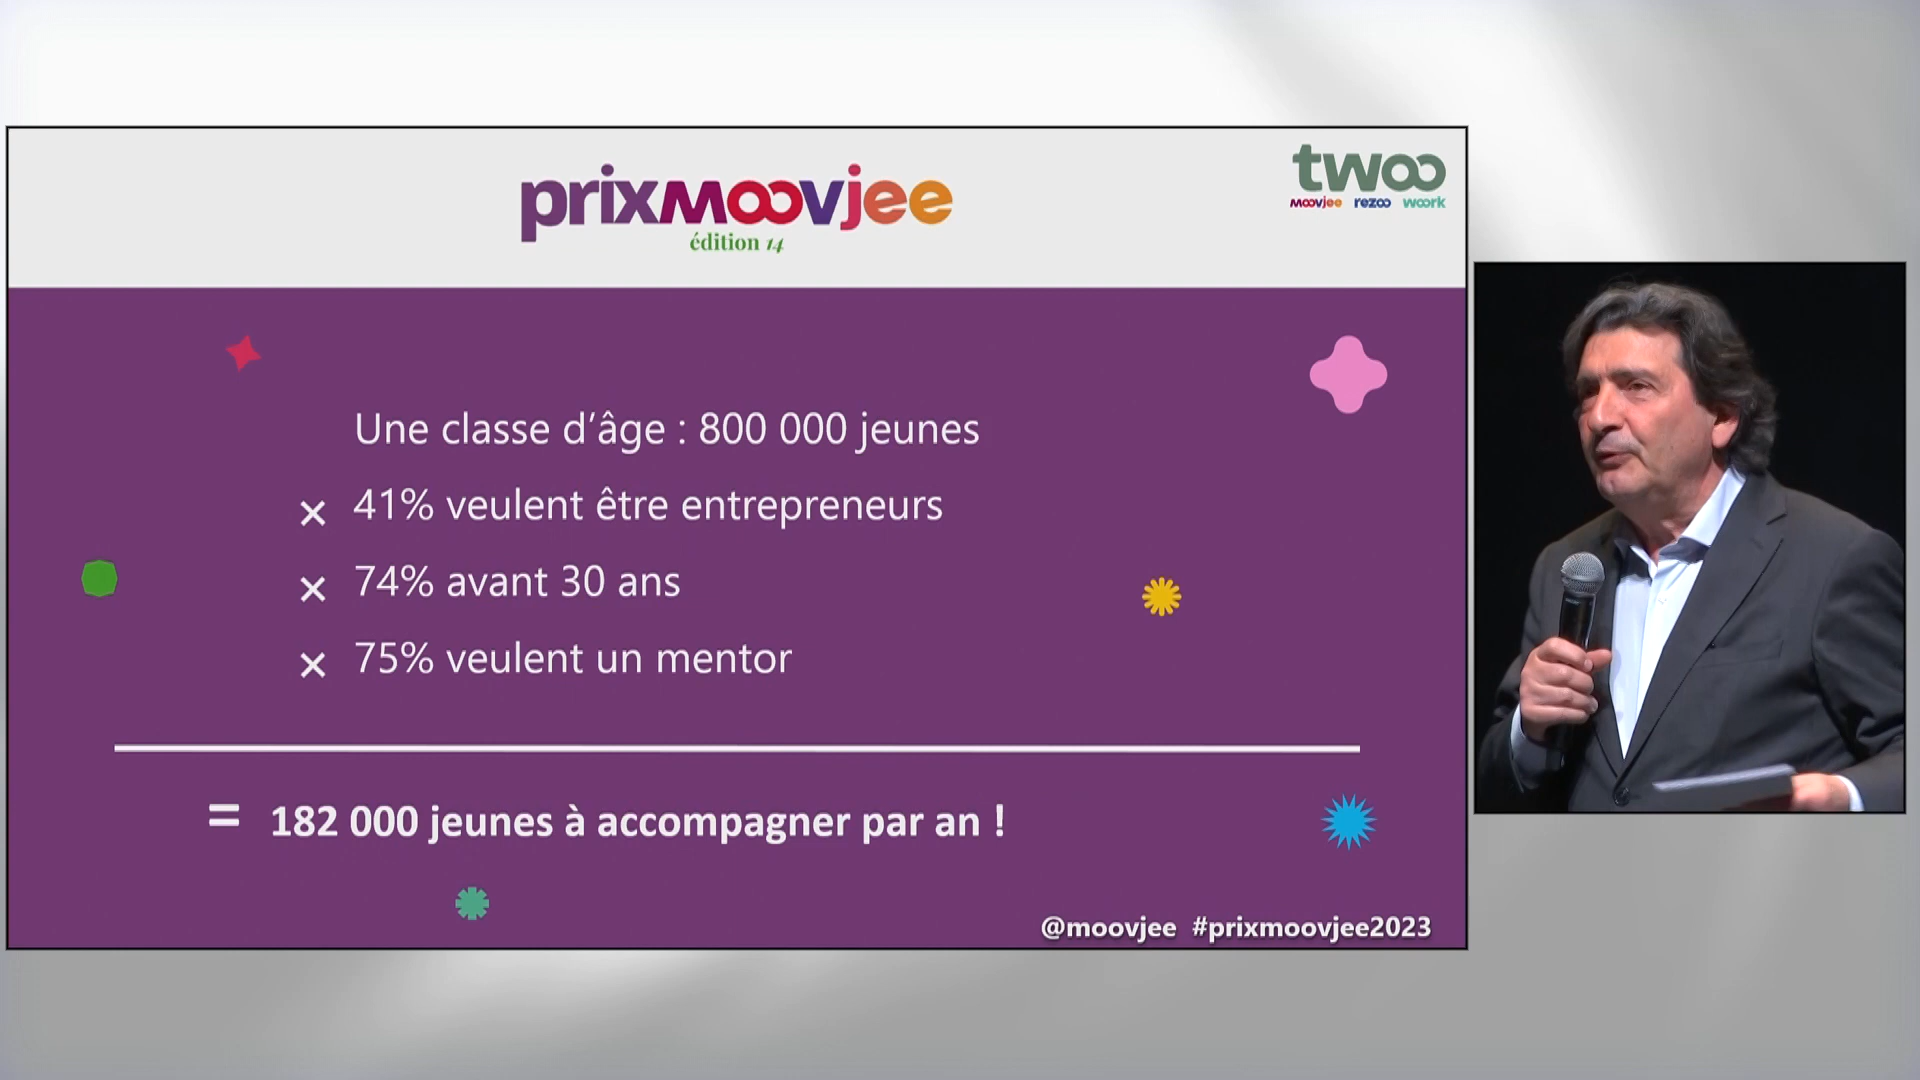 prixmoovjee
édition 14
twoo
moovjee rezoo woork
Une classe d’âge : 800 000 jeunes
× 41% veulent être entrepreneurs
× 74% avant 30 ans
× 75% veulent un mentor
= 182 000 jeunes à accompagner par an !
@moovjee #prixmoovjee2023